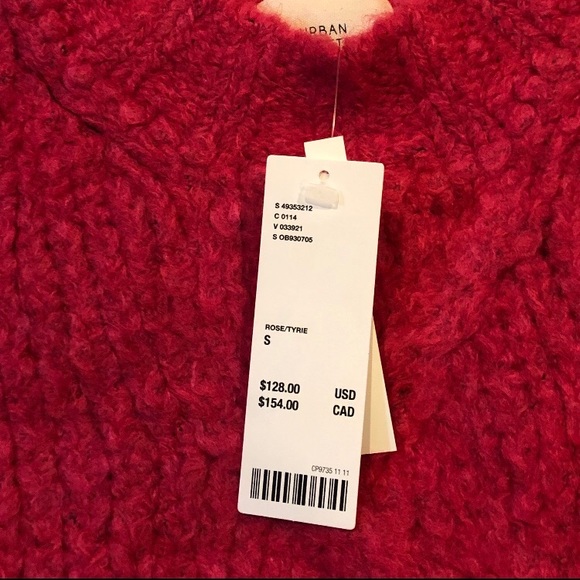 URBAN
S 49353212
C 0114
V 033921
S OB930705
ROSE/TYRIE
S
$128.00 USD
$154.00 CAD
CP9735 11 11